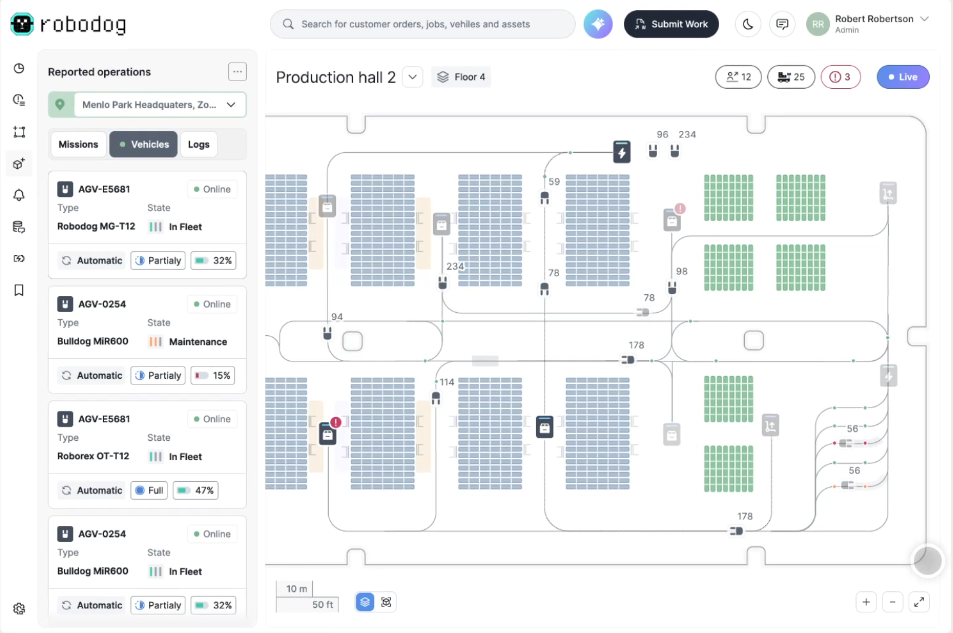 robodog
Search for customer orders, jobs, vehiles and assets
Submit Work
RR
Robert Robertson
Admin
Reported operations
Menlo Park Headquaters, Zo...
Missions
Vehicles
Logs
AGV-E5681
Online
Type
State
Robodog MG-T12
In Fleet
Automatic
Partialy
32%
AGV-0254
Online
Type
State
Bulldog MiR600
Maintenance
Automatic
Partialy
15%
AGV-E5681
Online
Type
State
Roborex OT-T12
In Fleet
Automatic
Full
47%
AGV-0254
Online
Type
State
Bulldog MiR600
In Fleet
Automatic
Partialy
32%
Production hall 2
Floor 4
12
25
3
Live
96
234
59
234
78
98
78
94
178
114
56
56
178
10 m
50 ft